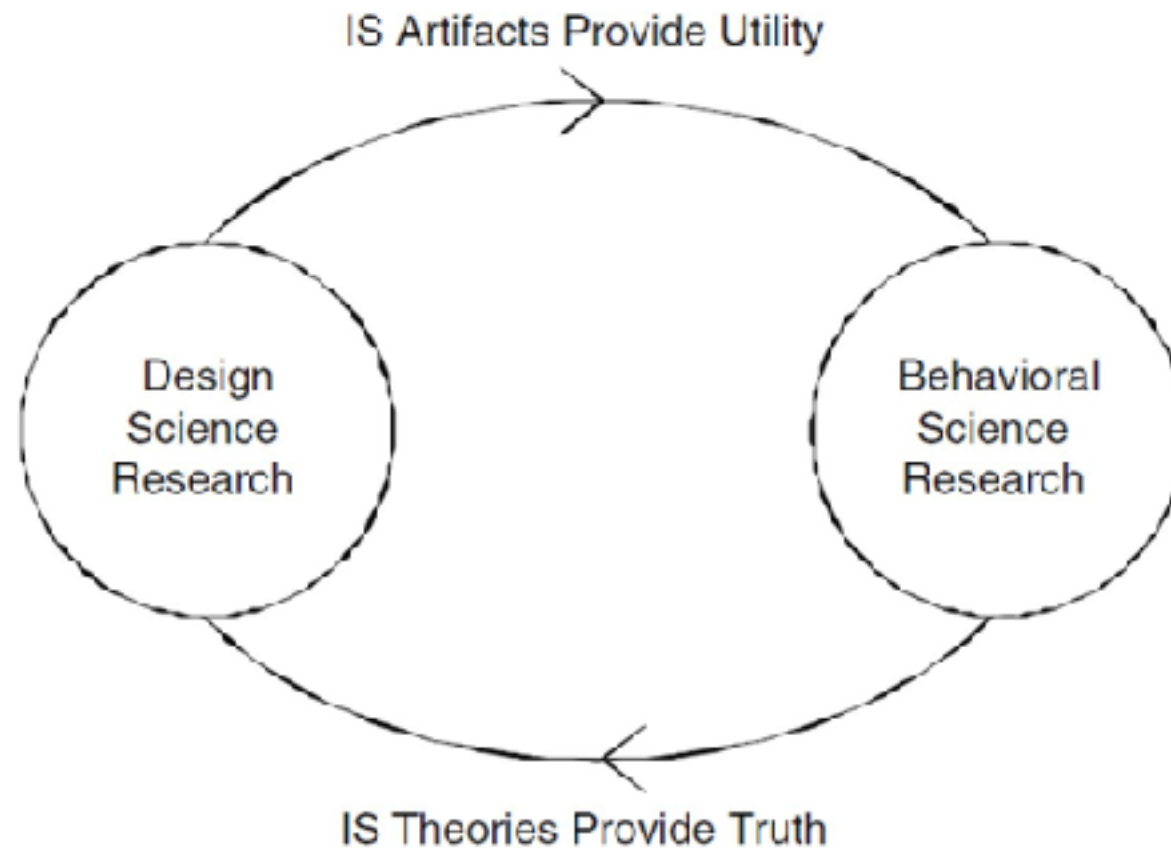 IS Artifacts Provide Utility
Design
Science
Research
Behavioral
Science
Research
IS Theories Provide Truth